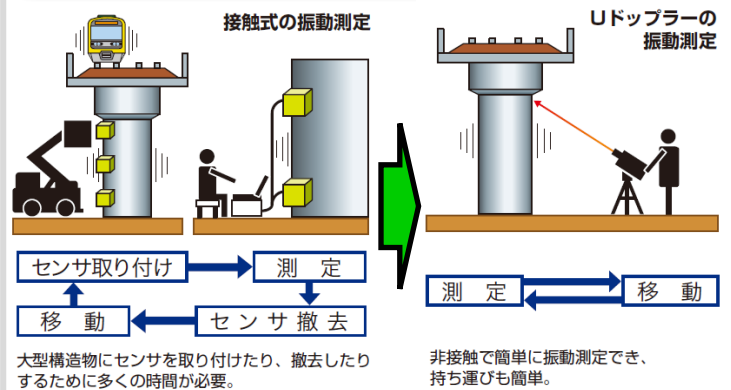 接触式の振動測定
センサ取り付け
測 定
移 動
センサ撤去
大型構造物にセンサを取り付けたり、撤去したり
するために多くの時間が必要。
Uドップラーの
振動測定
測 定
移 動
非接触で簡単に振動測定でき、
持ち運びも簡単。